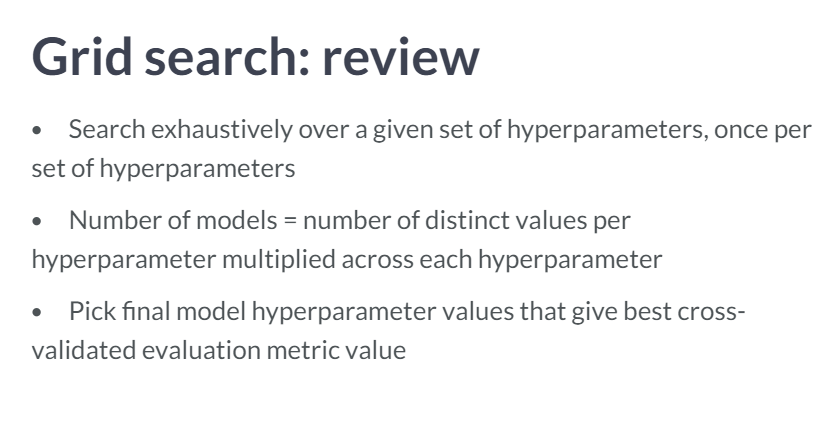 Grid search: review
• Search exhaustively over a given set of hyperparameters, once per
set of hyperparameters
• Number of models = number of distinct values per
hyperparameter multiplied across each hyperparameter
• Pick final model hyperparameter values that give best cross-
validated evaluation metric value